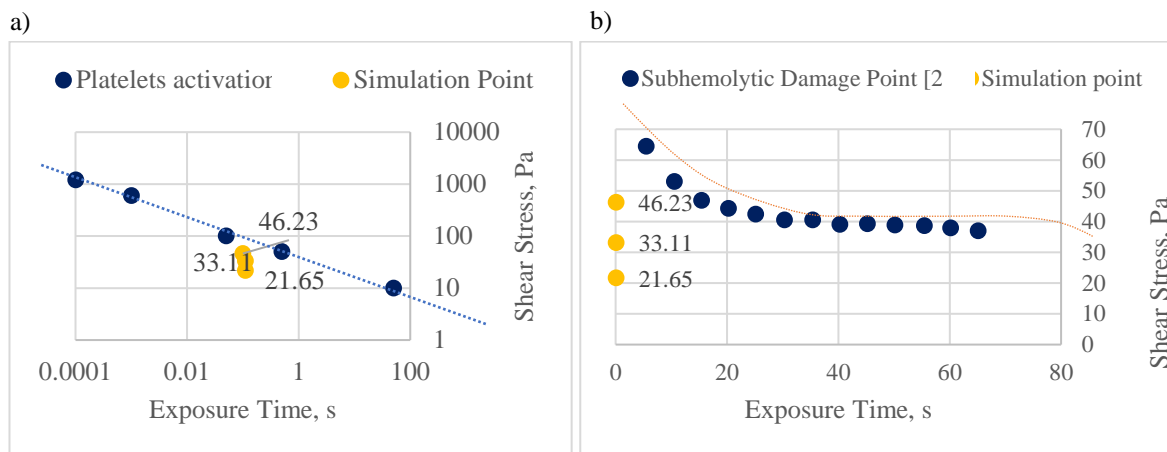 a)
Platelets activation
Simulation Point
10000
1000
100
10
1
Shear Stress, Pa
46.23
33.11
21.65
0.0001
0.01
1
100
Exposure Time, s
b)
Subhemolytic Damage Point [2
Simulation point
70
60
50
40
30
20
10
0
Shear Stress, Pa
46.23
33.11
21.65
0
20
40
60
80
Exposure Time, s